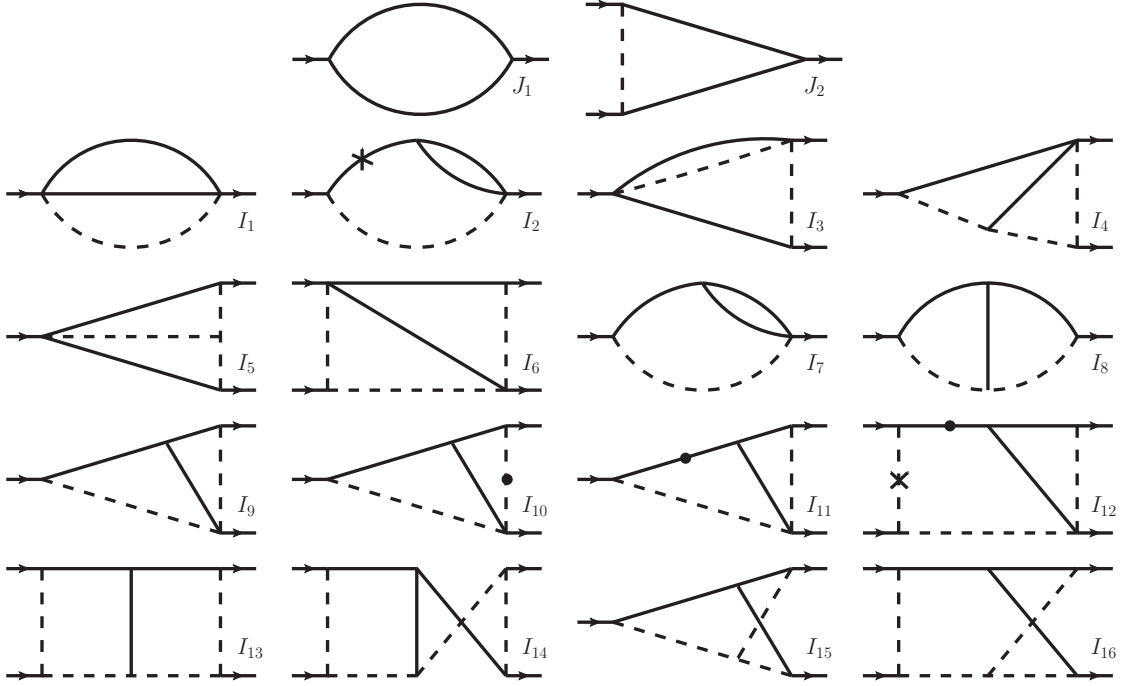 J₁ J₂
I₁ I₂ I₃ I₄
I₅ I₆ I₇ I₈
I₉ I₁₀ I₁₁ I₁₂
I₁₃ I₁₄ I₁₅ I₁₆